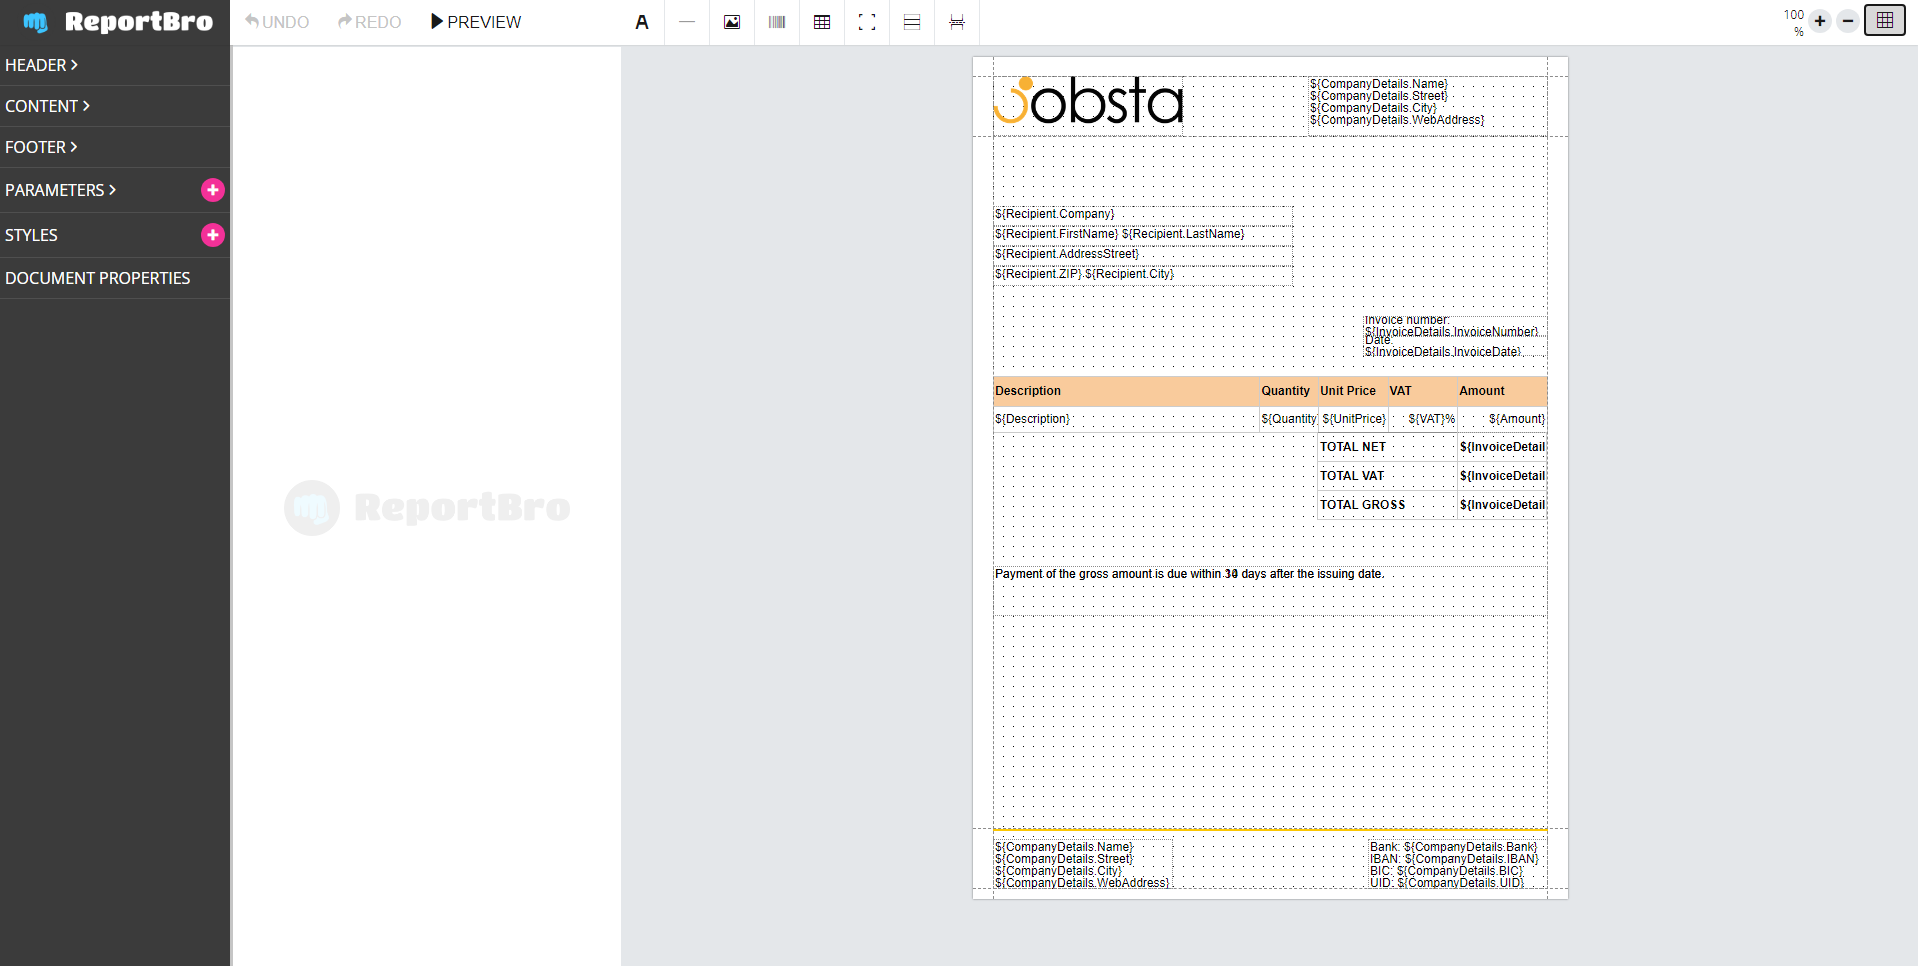 ReportBro
UNDO REDO PREVIEW
A
100
%
HEADER
CONTENT
FOOTER
PARAMETERS
STYLES
DOCUMENT PROPERTIES
ReportBro
Jobsta
${CompanyDetails.Name}
${CompanyDetails.Street}
${CompanyDetails.City}
${CompanyDetails.WebAddress}
${Recipient.Company}
${Recipient.FirstName} ${Recipient.LastName}
${Recipient.AddressStreet}
${Recipient.ZIP} ${Recipient.City}
Invoice number:
${InvoiceDetails.InvoiceNumber}
Date:
${InvoiceDetails.InvoiceDate}
Description Quantity Unit Price VAT Amount
${Description} ${Quantity ${UnitPrice} ${VAT}% ${Amount}
TOTAL NET ${InvoiceDetail
TOTAL VAT ${InvoiceDetail
TOTAL GROSS ${InvoiceDetail
Payment of the gross amount is due within days after the issuing date.
${CompanyDetails.Name}
${CompanyDetails.Street}
${CompanyDetails.City}
${CompanyDetails.WebAddress}
Bank: ${CompanyDetails.Bank}
IBAN: ${CompanyDetails.IBAN}
BIC: ${CompanyDetails.BIC}
UID: ${CompanyDetails.UID}